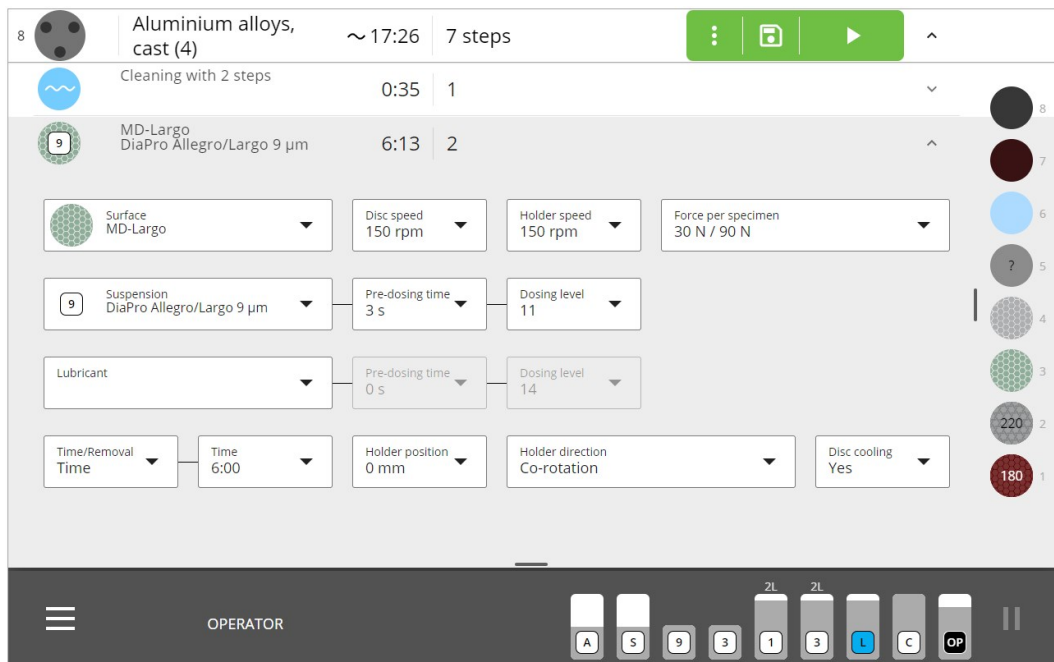 8
Aluminium alloys,
cast (4)
~ 17:26
7 steps
Cleaning with 2 steps
0:35
1
9
MD-Largo
DiaPro Allegro/Largo 9 µm
6:13
2
Surface
MD-Largo
Disc speed
150 rpm
Holder speed
150 rpm
Force per specimen
30 N / 90 N
9
Suspension
DiaPro Allegro/Largo 9 µm
Pre-dosing time
3 s
Dosing level
11
Lubricant
Pre-dosing time
0 s
Dosing level
14
Time/Removal
Time
Time
6:00
Holder position
0 mm
Holder direction
Co-rotation
Disc cooling
Yes
8
7
6
? 5
4
3
220 2
180 1
OPERATOR
2L 2L
A S 9 3 1 3 L C OP